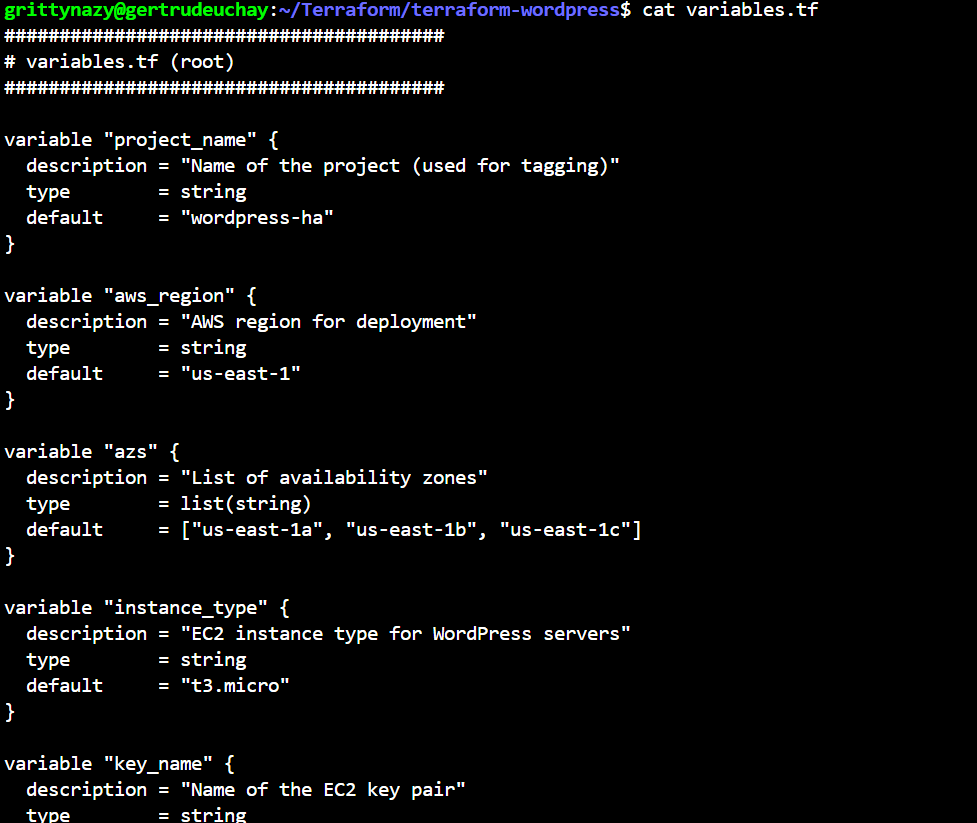 grittynazy@gertrudeuchay:~/Terraform/terraform-wordpress$ cat variables.tf
########################################
# variables.tf (root)
########################################
variable "project_name" {
  description = "Name of the project (used for tagging)"
  type        = string
  default     = "wordpress-ha"
}
variable "aws_region" {
  description = "AWS region for deployment"
  type        = string
  default     = "us-east-1"
}
variable "azs" {
  description = "List of availability zones"
  type        = list(string)
  default     = ["us-east-1a", "us-east-1b", "us-east-1c"]
}
variable "instance_type" {
  description = "EC2 instance type for WordPress servers"
  type        = string
  default     = "t3.micro"
}
variable "key_name" {
  description = "Name of the EC2 key pair"
  type        = string